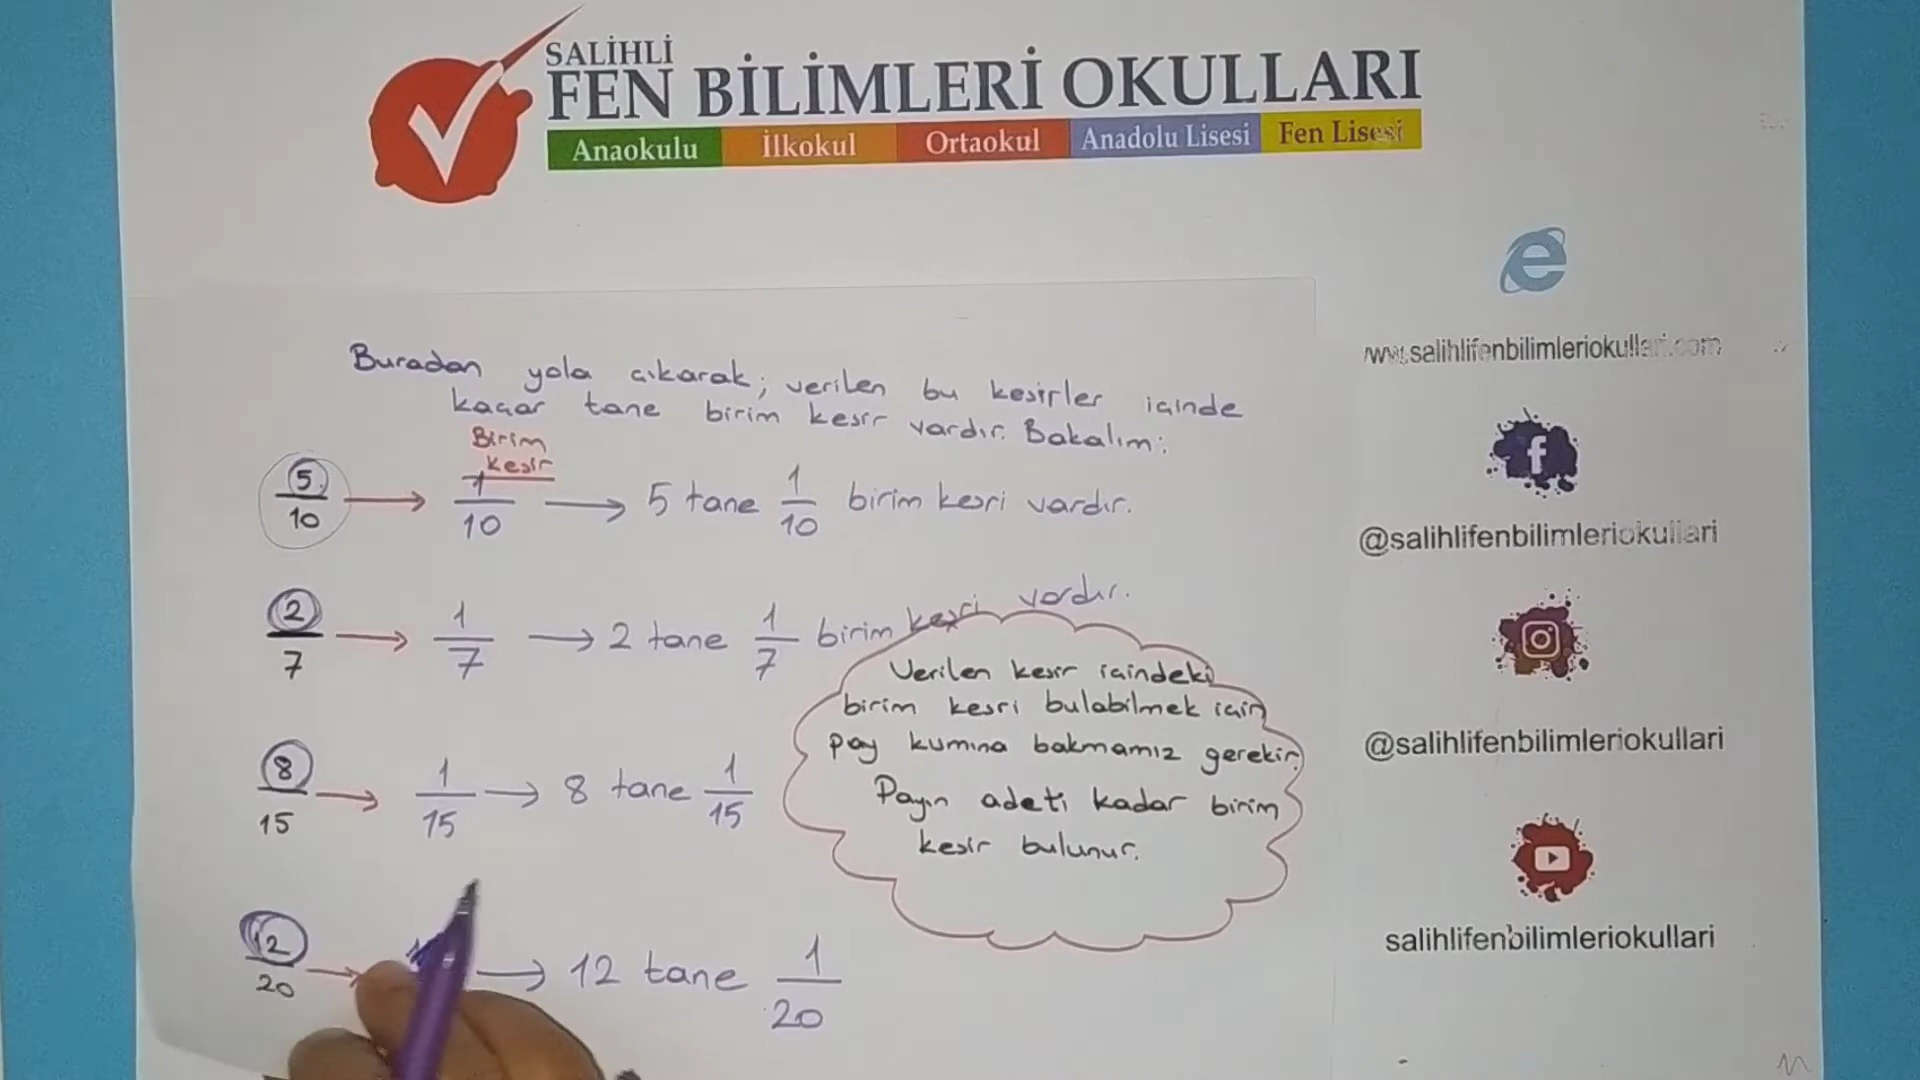 SALİHLİ
FEN BİLİMLERİ OKULLARI
Anaokulu İlkokul Ortaokul Anadolu Lisesi Fen Lisesi
www.salihlifenbilimleriokullari.com
@salihlifenbilimleriokullari
@salihlifenbilimleriokullari
salihlifenbilimleriokullari
Buradan yola çıkarak; verilen bu kesirler içinde
kaçar tane birim kesir vardır. Bakalım:
Birim
kesir
5/10 → 1/10 → 5 tane 1/10 birim kesri vardır.
2/7 → 1/7 → 2 tane 1/7 birim kesri vardır.
8/15 → 1/15 → 8 tane 1/15
12/20 → → 12 tane 1/20
Verilen kesir içindeki
birim kesri bulabilmek için
pay kumına bakmamız gerekir.
Payın adeti kadar birim
kesir bulunur.